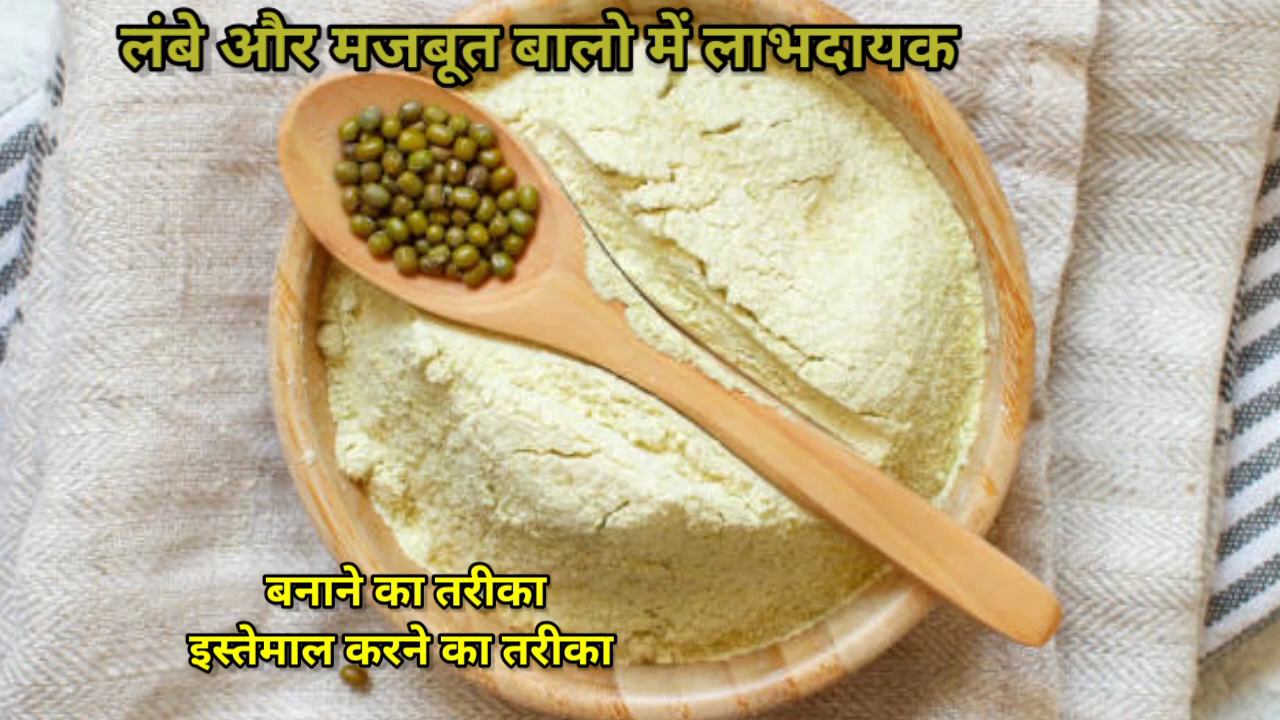 लंबे और मजबूत बालो में लाभदायक
बनाने का तरीका
इस्तेमाल करने का तरीका